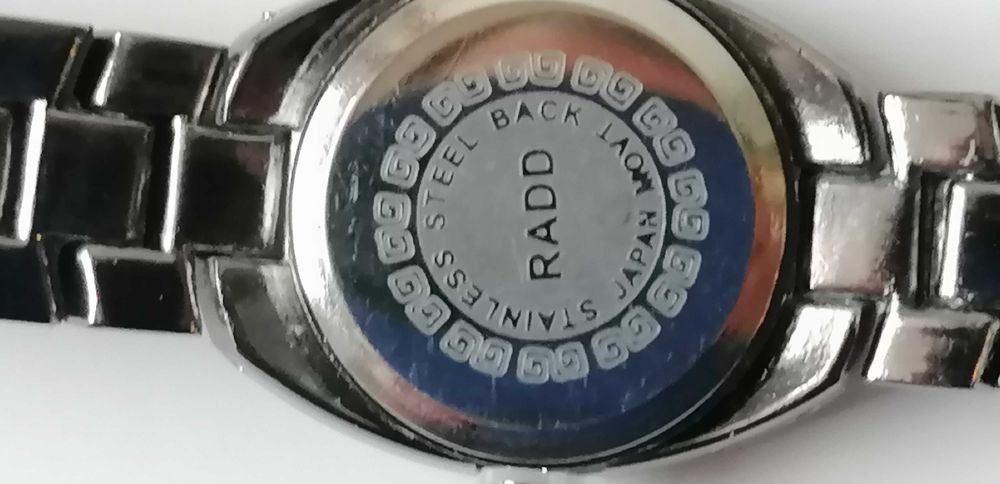 STAINLESS STEEL BACK
JAPAN MOVT
RADD